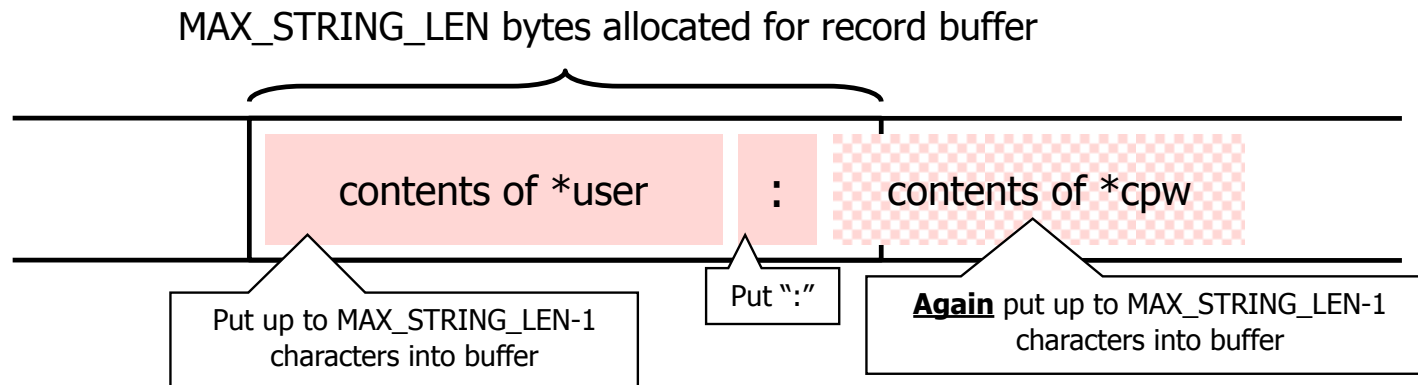 MAX_STRING_LEN bytes allocated for record buffer
contents of *user
:
contents of *cpw
Put up to MAX_STRING_LEN-1
characters into buffer
Put “:”
Again put up to MAX_STRING_LEN-1
characters into buffer